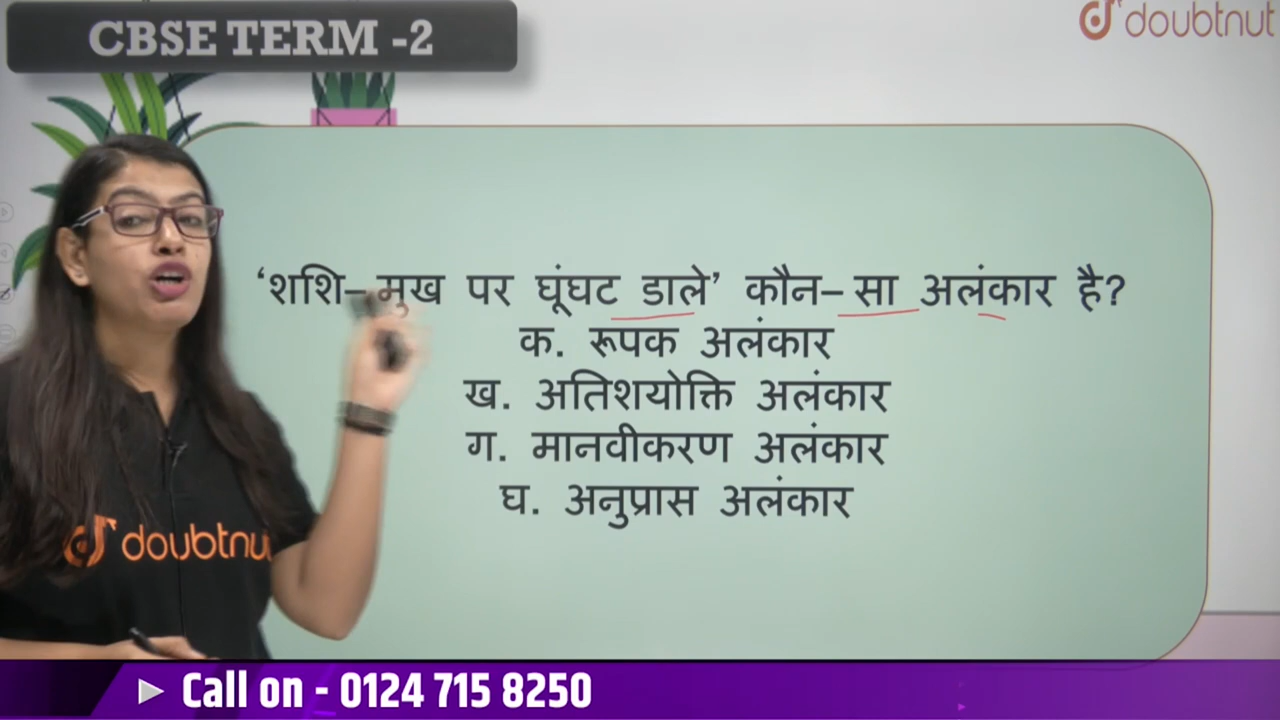 CBSE TERM -2
doubtnut
‘शशि–मुख पर घूंघट डाले’ कौन–सा अलंकार है?
क. रूपक अलंकार
ख. अतिशयोक्ति अलंकार
ग. मानवीकरण अलंकार
घ. अनुप्रास अलंकार
doubtnut
Call on - 0124 715 8250